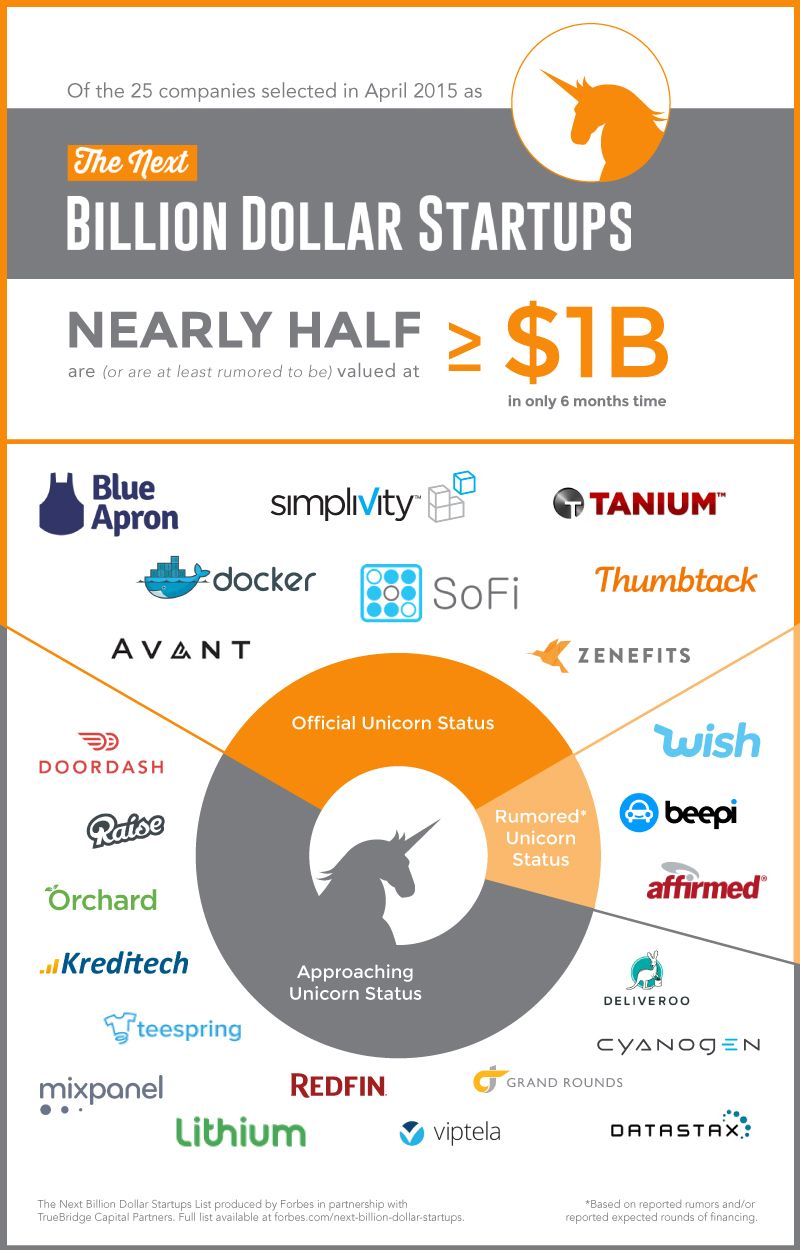 Of the 25 companies selected in April 2015 as
The Next
BILLION DOLLAR STARTUPS
NEARLY HALF
are (or are at least rumored to be) valued at
≥ $1B
in only 6 months time
Blue
Apron
simplivity™
T TANIUM™
docker
SoFi
Thumbtack
AVANT
ZENEFITS
Official Unicorn Status
DOORDASH
wish
Raise
Rumored*
Unicorn
Status
beepi
Orchard
affirmed®
Kreditech
Approaching
Unicorn Status
DELIVEROO
teespring
CYANOGEN
mixpanel
REDFIN.
GRAND ROUNDS
Lithium
viptela
DATASTAX
The Next Billion Dollar Startups List produced by Forbes in partnership with
TrueBridge Capital Partners. Full list available at forbes.com/next-billion-dollar-startups.
*Based on reported rumors and/or
reported expected rounds of financing.